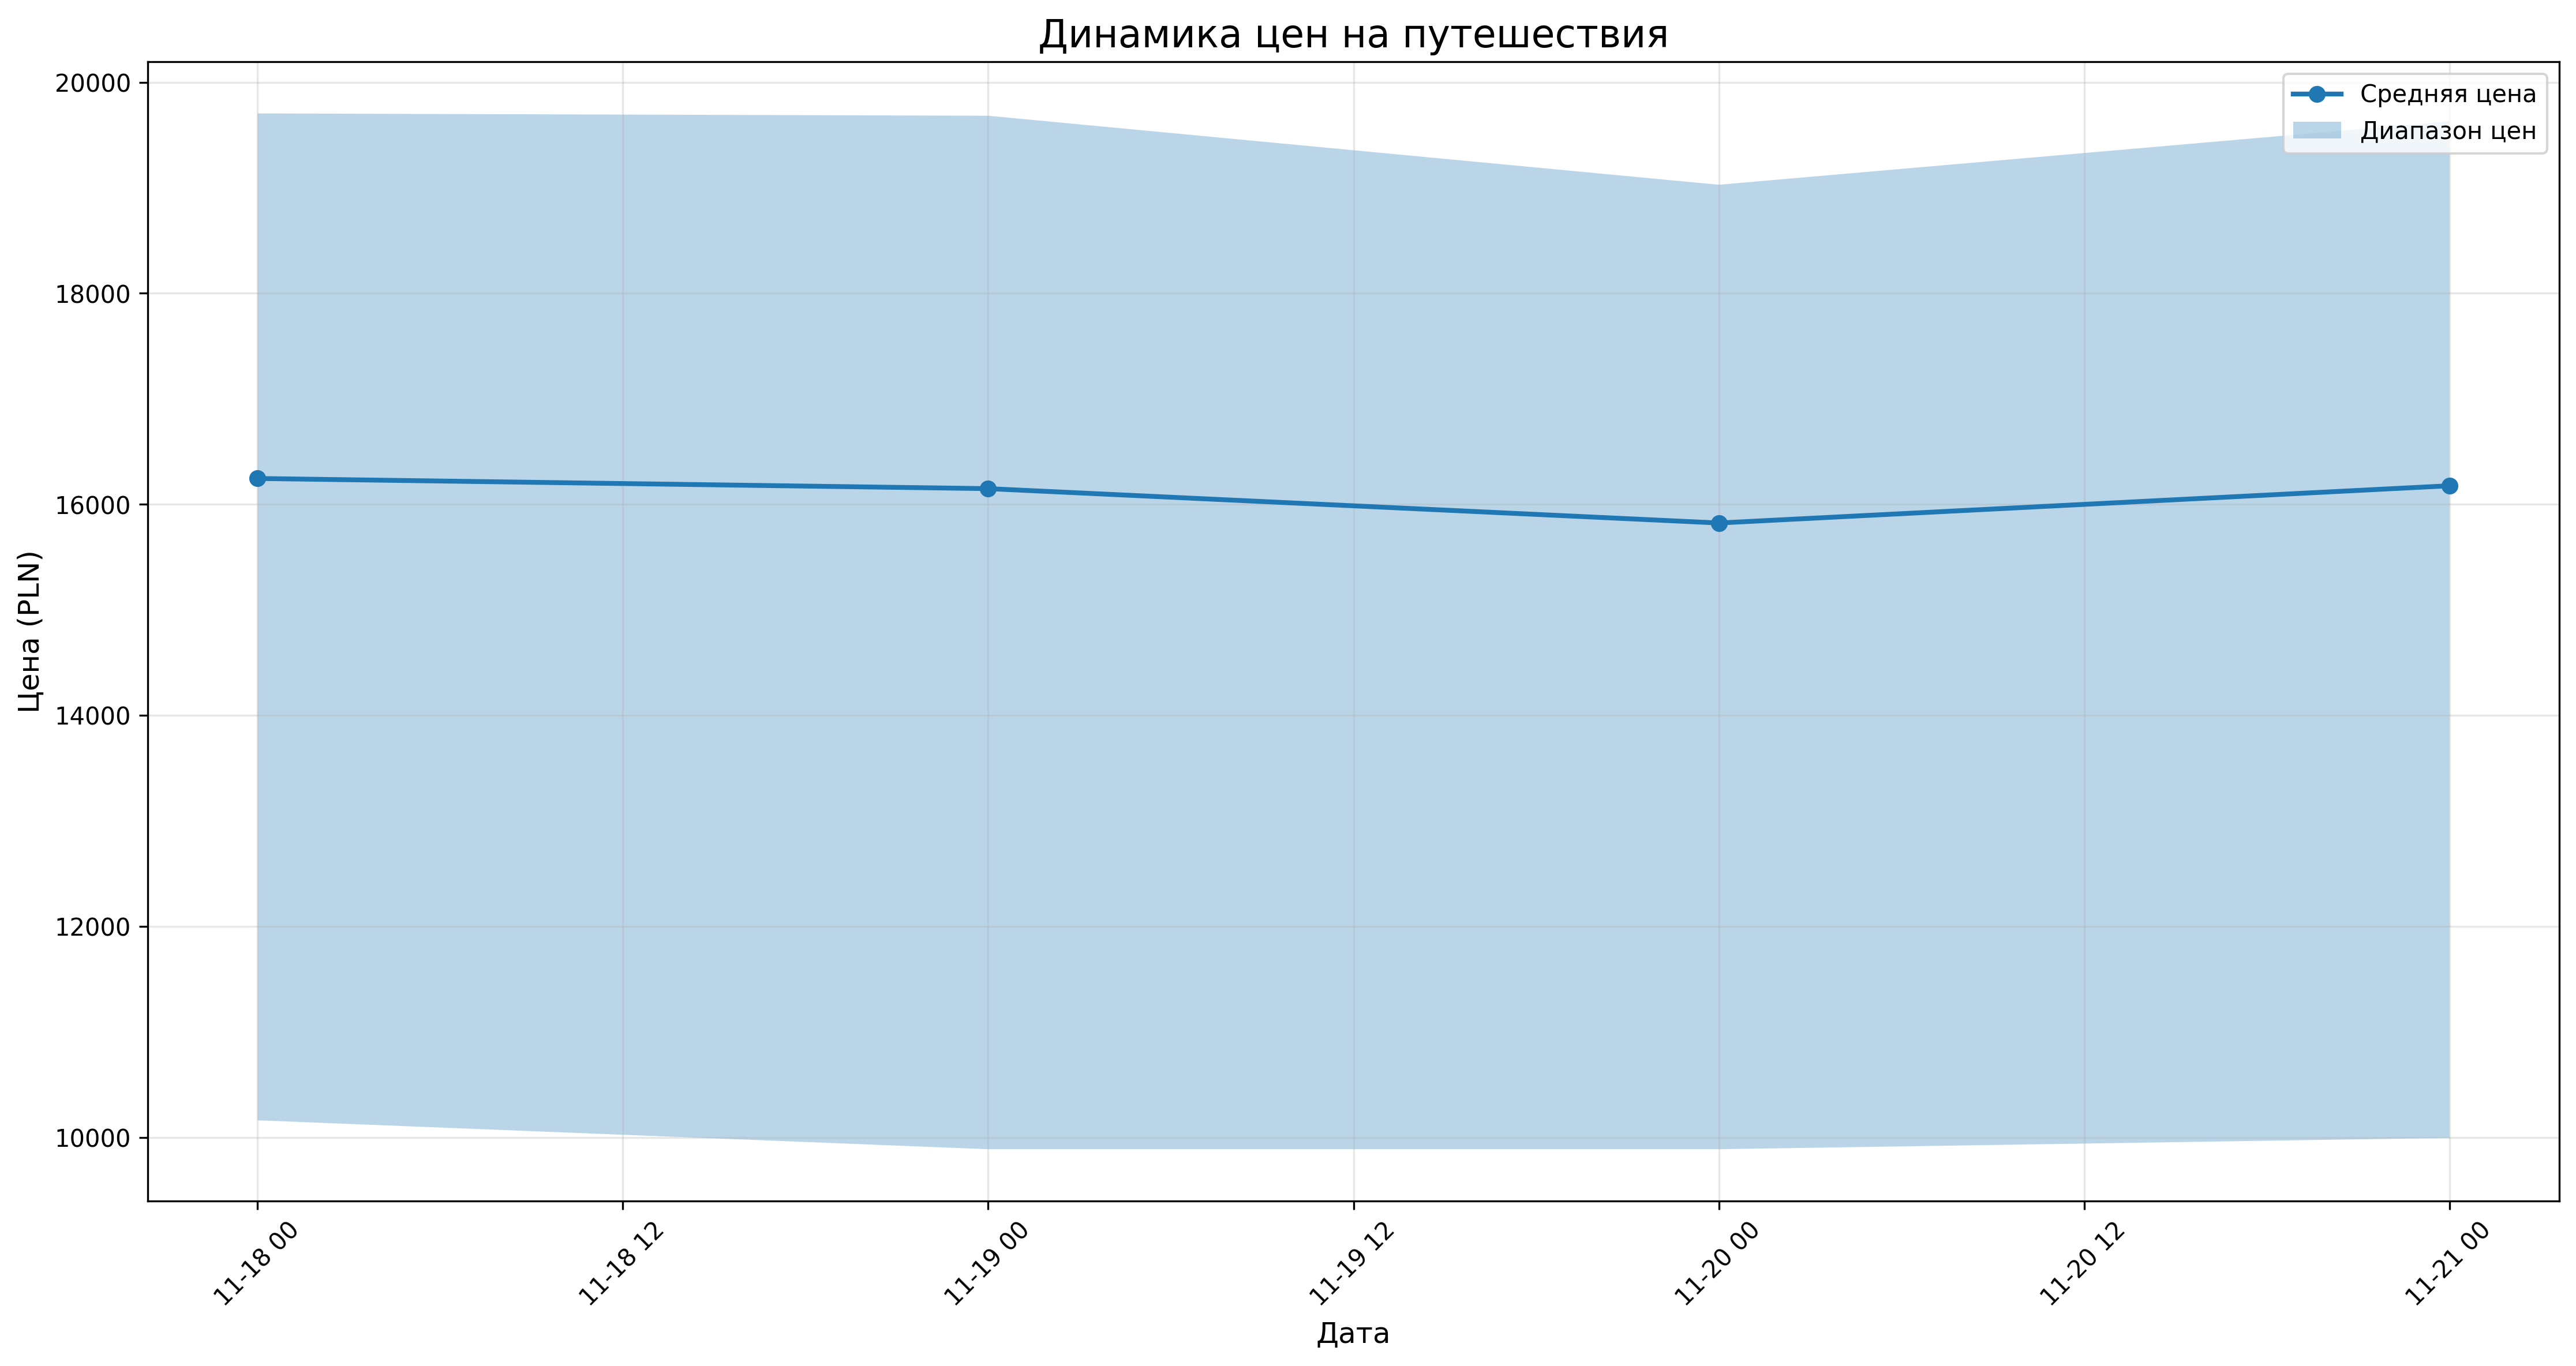 Динамика цен на путешествия
20000
18000
16000
14000
12000
10000
Цена (PLN)
Средняя цена
Диапазон цен
11-18 00
11-18 12
11-19 00
11-19 12
11-20 00
11-20 12
11-21 00
Дата